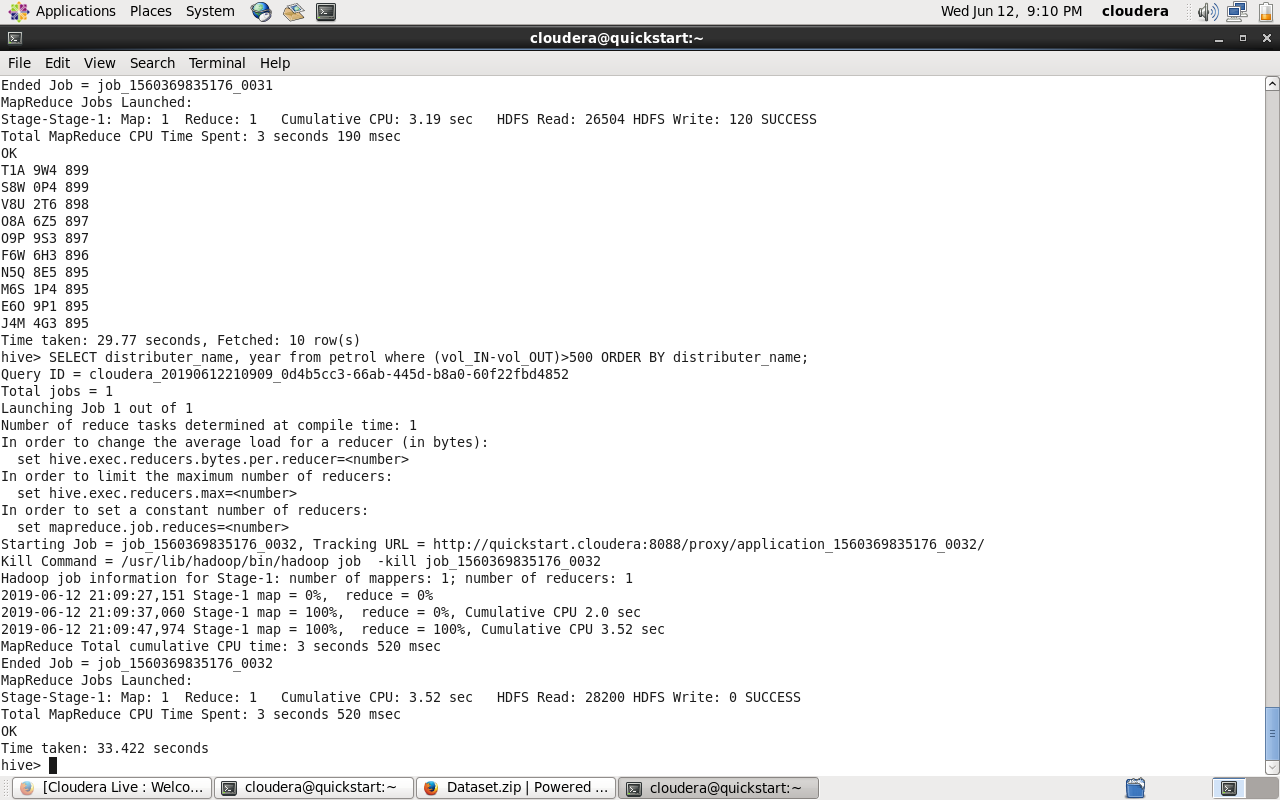 Applications Places System Wed Jun 12, 9:10 PM cloudera
cloudera@quickstart:~
File Edit View Search Terminal Help
Ended Job = job_1560369835176_0031
MapReduce Jobs Launched:
Stage-Stage-1: Map: 1  Reduce: 1   Cumulative CPU: 3.19 sec   HDFS Read: 26504 HDFS Write: 120 SUCCESS
Total MapReduce CPU Time Spent: 3 seconds 190 msec
OK
T1A 9W4 899
S8W 0P4 899
V8U 2T6 898
O8A 6Z5 897
O9P 9S3 897
F6W 6H3 896
N5Q 8E5 895
M6S 1P4 895
E6O 9P1 895
J4M 4G3 895
Time taken: 29.77 seconds, Fetched: 10 row(s)
hive> SELECT distributer_name, year from petrol where (vol_IN-vol_OUT)>500 ORDER BY distributer_name;
Query ID = cloudera_20190612210909_0d4b5cc3-66ab-445d-b8a0-60f22fbd4852
Total jobs = 1
Launching Job 1 out of 1
Number of reduce tasks determined at compile time: 1
In order to change the average load for a reducer (in bytes):
  set hive.exec.reducers.bytes.per.reducer=<number>
In order to limit the maximum number of reducers:
  set hive.exec.reducers.max=<number>
In order to set a constant number of reducers:
  set mapreduce.job.reduces=<number>
Starting Job = job_1560369835176_0032, Tracking URL = http://quickstart.cloudera:8088/proxy/application_1560369835176_0032/
Kill Command = /usr/lib/hadoop/bin/hadoop job  -kill job_1560369835176_0032
Hadoop job information for Stage-1: number of mappers: 1; number of reducers: 1
2019-06-12 21:09:27,151 Stage-1 map = 0%,  reduce = 0%
2019-06-12 21:09:37,060 Stage-1 map = 100%,  reduce = 0%, Cumulative CPU 2.0 sec
2019-06-12 21:09:47,974 Stage-1 map = 100%,  reduce = 100%, Cumulative CPU 3.52 sec
MapReduce Total cumulative CPU time: 3 seconds 520 msec
Ended Job = job_1560369835176_0032
MapReduce Jobs Launched:
Stage-Stage-1: Map: 1  Reduce: 1   Cumulative CPU: 3.52 sec   HDFS Read: 28200 HDFS Write: 0 SUCCESS
Total MapReduce CPU Time Spent: 3 seconds 520 msec
OK
Time taken: 33.422 seconds
hive>
[Cloudera Live : Welco... cloudera@quickstart:~ Dataset.zip | Powered ... cloudera@quickstart:~